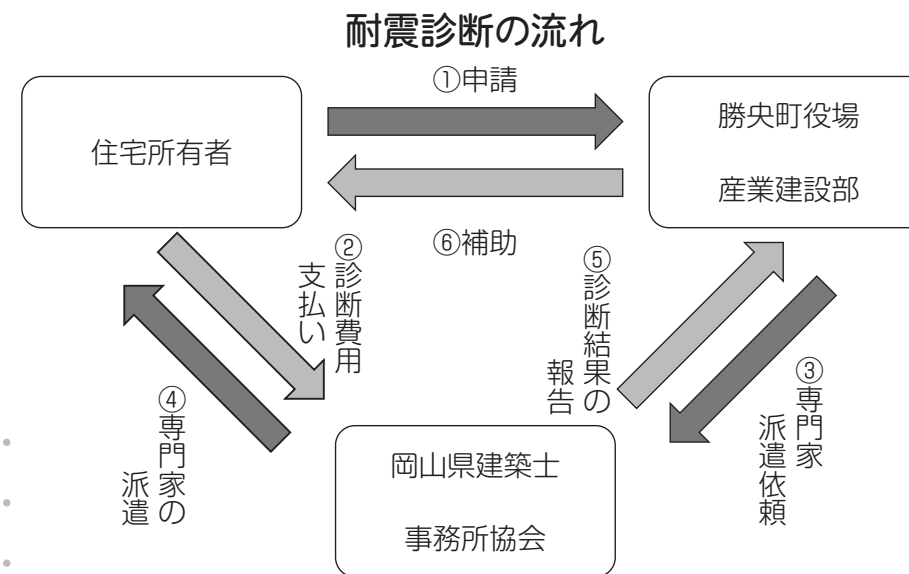 耐震診断の流れ
①申請
住宅所有者
勝央町役場
産業建設部
⑥補助
②診断費用
支払い
⑤診断結果の
報告
③専門家
派遣依頼
④専門家の
派遣
岡山県建築士
事務所協会